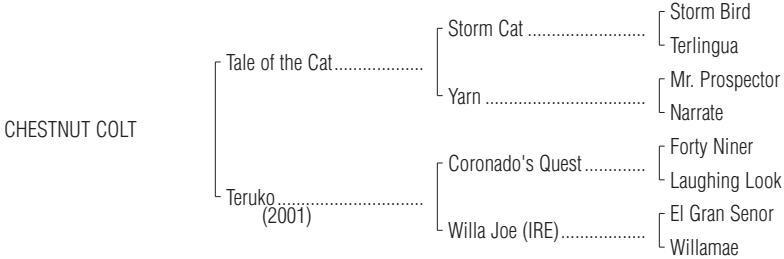 Storm Bird
Storm Cat ........................
Terlingua
Tale of the Cat...................
Mr. Prospector
Yarn .................................
Narrate
CHESTNUT COLT
Forty Niner
Coronado's Quest.............
Laughing Look
Teruko...............................
(2001)
El Gran Senor
Willa Joe (IRE)..................
Willamae